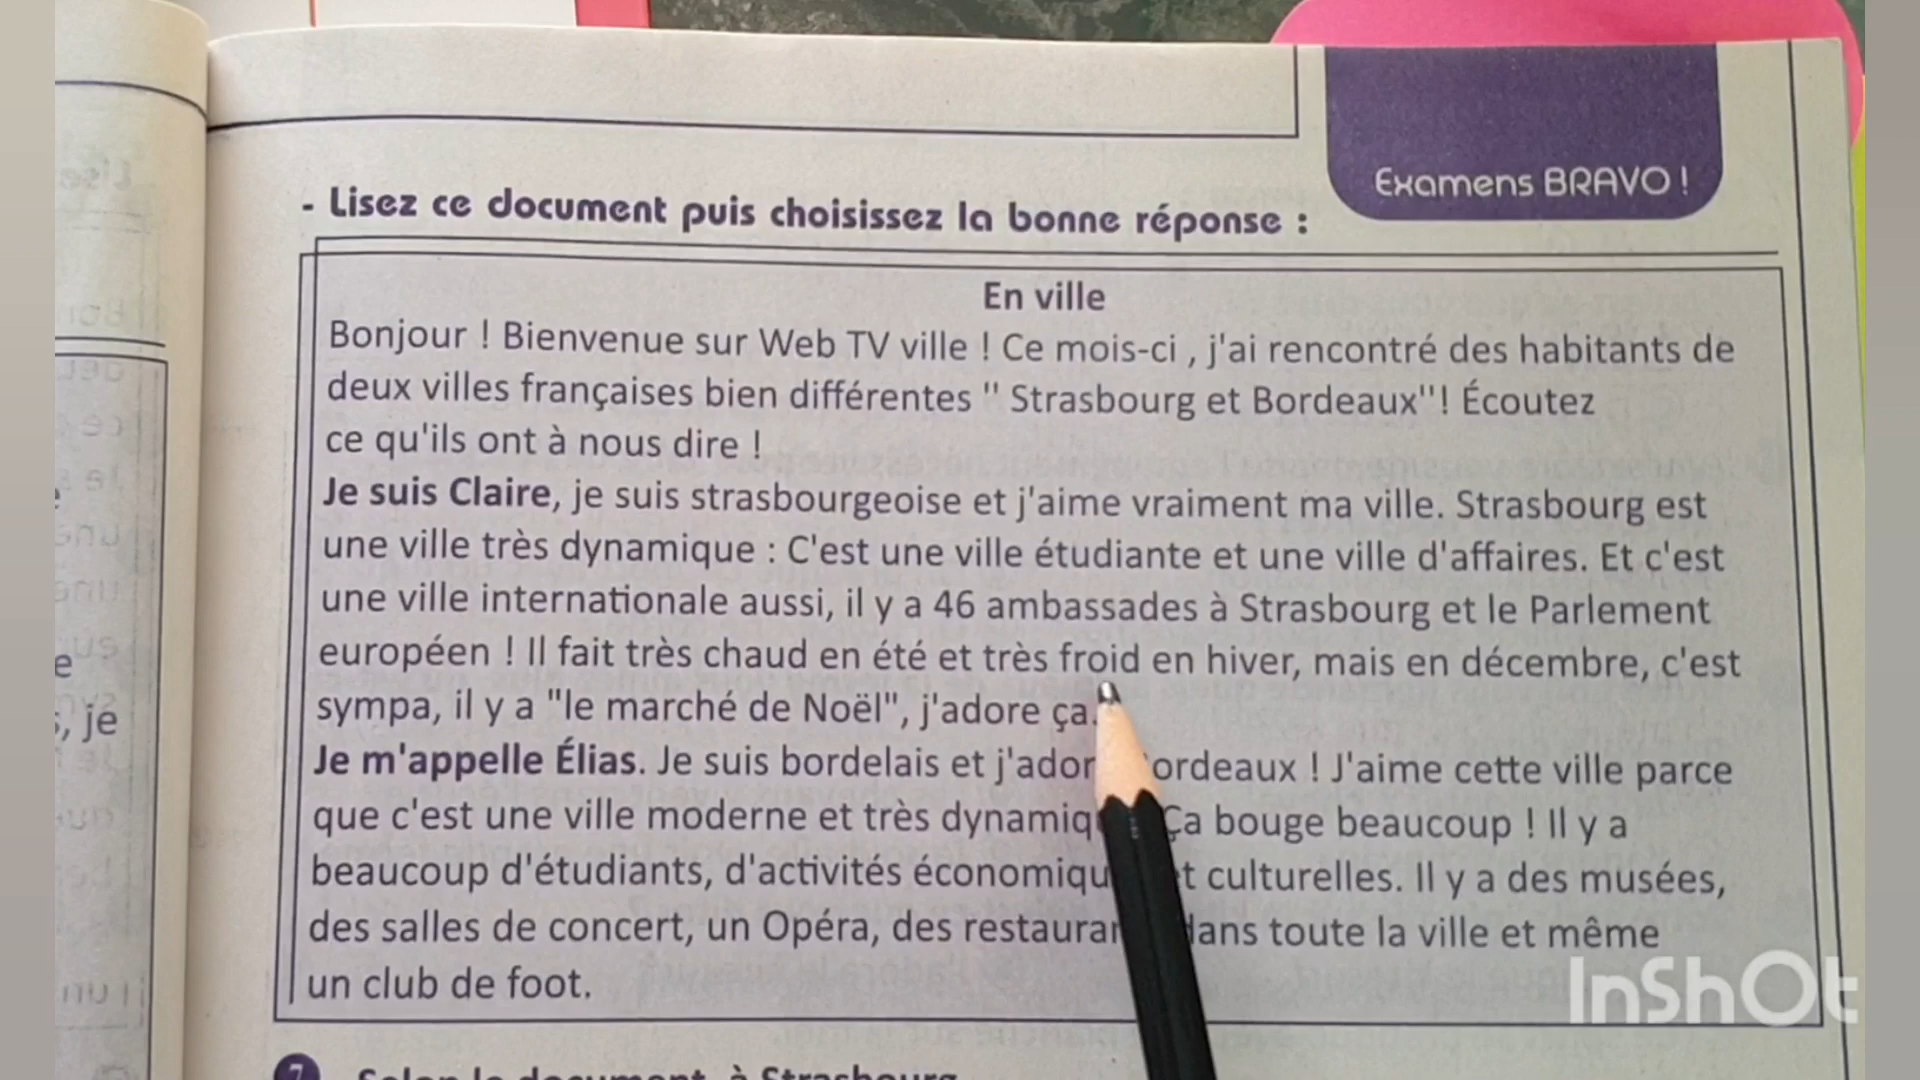 Examens BRAVO !
- Lisez ce document puis choisissez la bonne réponse :
En ville
Bonjour ! Bienvenue sur Web TV ville ! Ce mois-ci , j'ai rencontré des habitants de
deux villes françaises bien différentes " Strasbourg et Bordeaux"! Écoutez
ce qu'ils ont à nous dire !
Je suis Claire, je suis strasbourgeoise et j'aime vraiment ma ville. Strasbourg est
une ville très dynamique : C'est une ville étudiante et une ville d'affaires. Et c'est
une ville internationale aussi, il y a 46 ambassades à Strasbourg et le Parlement
européen ! Il fait très chaud en été et très froid en hiver, mais en décembre, c'est
sympa, il y a "le marché de Noël", j'adore ça.
Je m'appelle Élias. Je suis bordelais et j'ador ordeaux ! J'aime cette ville parce
que c'est une ville moderne et très dynamiq Ça bouge beaucoup ! Il y a
beaucoup d'étudiants, d'activités économiqu t culturelles. Il y a des musées,
des salles de concert, un Opéra, des restauran dans toute la ville et même
un club de foot.
7 Selon le document, à Strasbourg
, je
InShOt